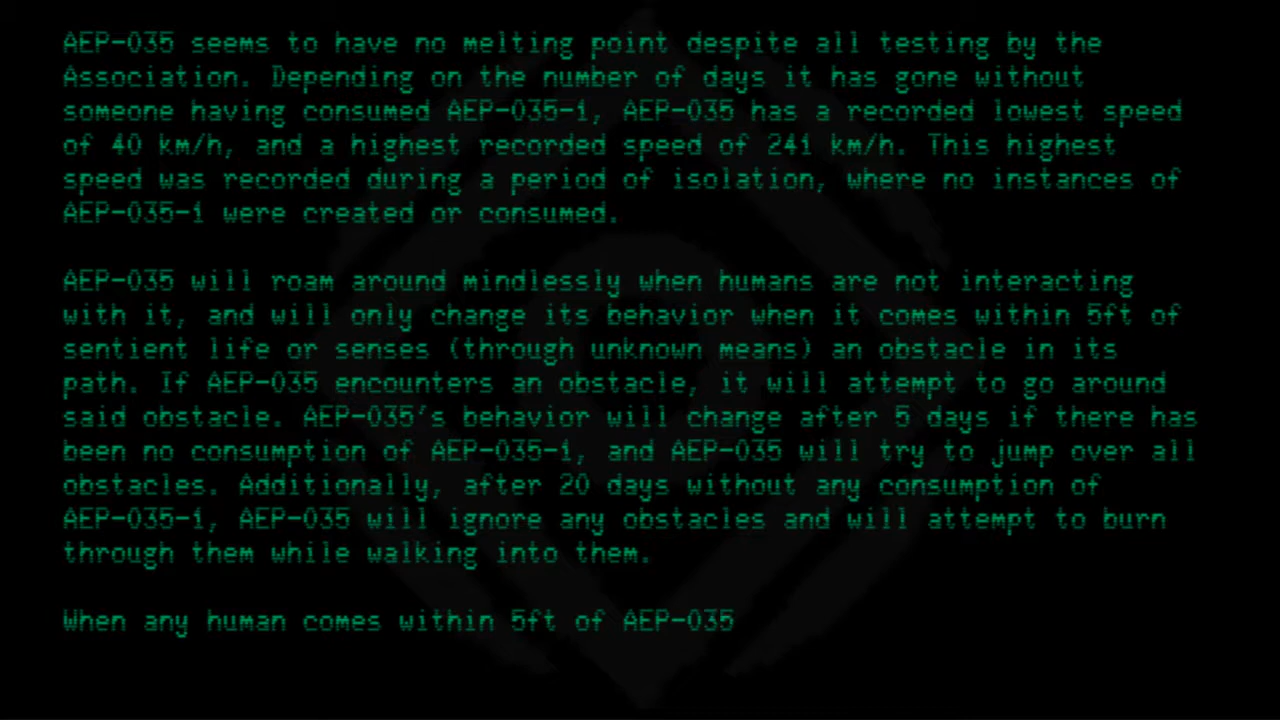 AEP-035 seems to have no melting point despite all testing by the
Association. Depending on the number of days it has gone without
someone having consumed AEP-035-1, AEP-035 has a recorded lowest speed
of 40 km/h, and a highest recorded speed of 241 km/h. This highest
speed was recorded during a period of isolation, where no instances of
AEP-035-1 were created or consumed.
AEP-035 will roam around mindlessly when humans are not interacting
with it, and will only change its behavior when it comes within 5ft of
sentient life or senses (through unknown means) an obstacle in its
path. If AEP-035 encounters an obstacle, it will attempt to go around
said obstacle. AEP-035's behavior will change after 5 days if there has
been no consumption of AEP-035-1, and AEP-035 will try to jump over all
obstacles. Additionally, after 20 days without any consumption of
AEP-035-1, AEP-035 will ignore any obstacles and will attempt to burn
through them while walking into them.
When any human comes within 5ft of AEP-035